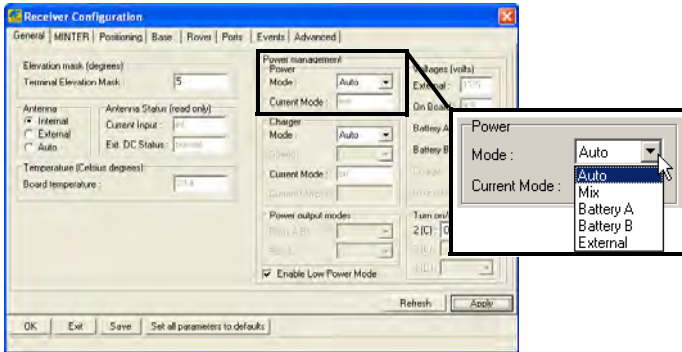 Receiver Configuration
General MINTER Positioning Base Rover Ports Events Advanced
Elevation mask (degrees)
Terminal Elevation Mask : 5
Antenna
Internal
External
Auto
Antenna Status (read only)
Current Input : int
Ext. DC Status : normal
Temperature (Celsius degrees)
Board temperature :
Power management
Power
Mode : Auto
Current Mode :
Charger
Mode : Auto
Current Mode :
Power output modes
Enable Low Power Mode
Voltages (volts)
External :
On Board
Battery A
Battery B
Turn on/
2 (C) :
Refresh Apply
OK Exit Save Set all parameters to defaults
Power
Mode : Auto
Current Mode :
Auto
Mix
Battery A
Battery B
External